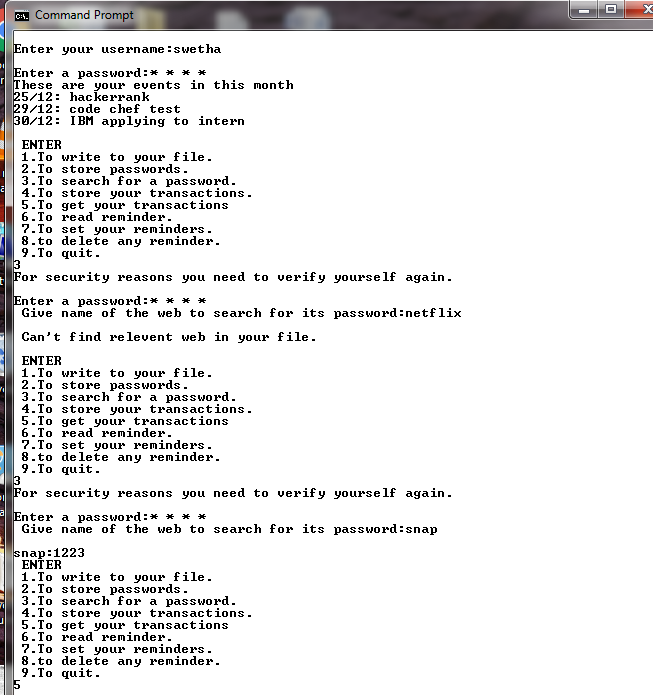 Command Prompt
Enter your username:swetha
Enter a password:* * * *
These are your events in this month
25/12: hackerrank
29/12: code chef test
30/12: IBM applying to intern
ENTER
1.To write to your file.
2.To store passwords.
3.To search for a password.
4.To store your transactions.
5.To get your transactions
6.To read reminder.
7.To set your reminders.
8.to delete any reminder.
9.To quit.
3
For security reasons you need to verify yourself again.
Enter a password:* * * *
Give name of the web to search for its password:netflix
Can't find relevent web in your file.
ENTER
1.To write to your file.
2.To store passwords.
3.To search for a password.
4.To store your transactions.
5.To get your transactions
6.To read reminder.
7.To set your reminders.
8.to delete any reminder.
9.To quit.
3
For security reasons you need to verify yourself again.
Enter a password:* * * *
Give name of the web to search for its password:snap
snap:1223
ENTER
1.To write to your file.
2.To store passwords.
3.To search for a password.
4.To store your transactions.
5.To get your transactions
6.To read reminder.
7.To set your reminders.
8.to delete any reminder.
9.To quit.
5